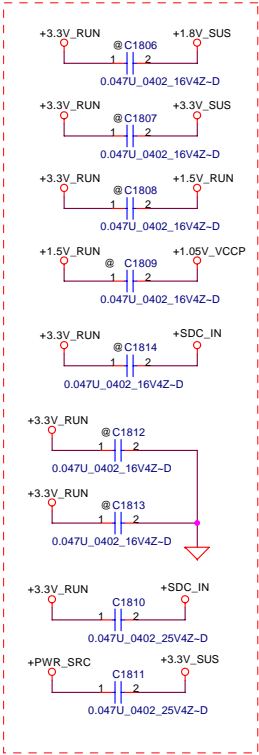 +3.3V_RUN @C1806 +1.8V_SUS
1 2
0.047U_0402_16V4Z~D
+3.3V_RUN @C1807 +3.3V_SUS
1 2
0.047U_0402_16V4Z~D
+3.3V_RUN @C1808 +1.5V_RUN
1 2
0.047U_0402_16V4Z~D
+1.5V_RUN @ C1809 +1.05V_VCCP
1 2
0.047U_0402_16V4Z~D
+3.3V_RUN @C1814 +SDC_IN
1 2
0.047U_0402_16V4Z~D
+3.3V_RUN
@C1812
1 2
0.047U_0402_16V4Z~D
+3.3V_RUN
@C1813
1 2
0.047U_0402_16V4Z~D
+3.3V_RUN C1810 +SDC_IN
1 2
0.047U_0402_25V4Z~D
+PWR_SRC C1811 +3.3V_SUS
1 2
0.047U_0402_25V4Z~D